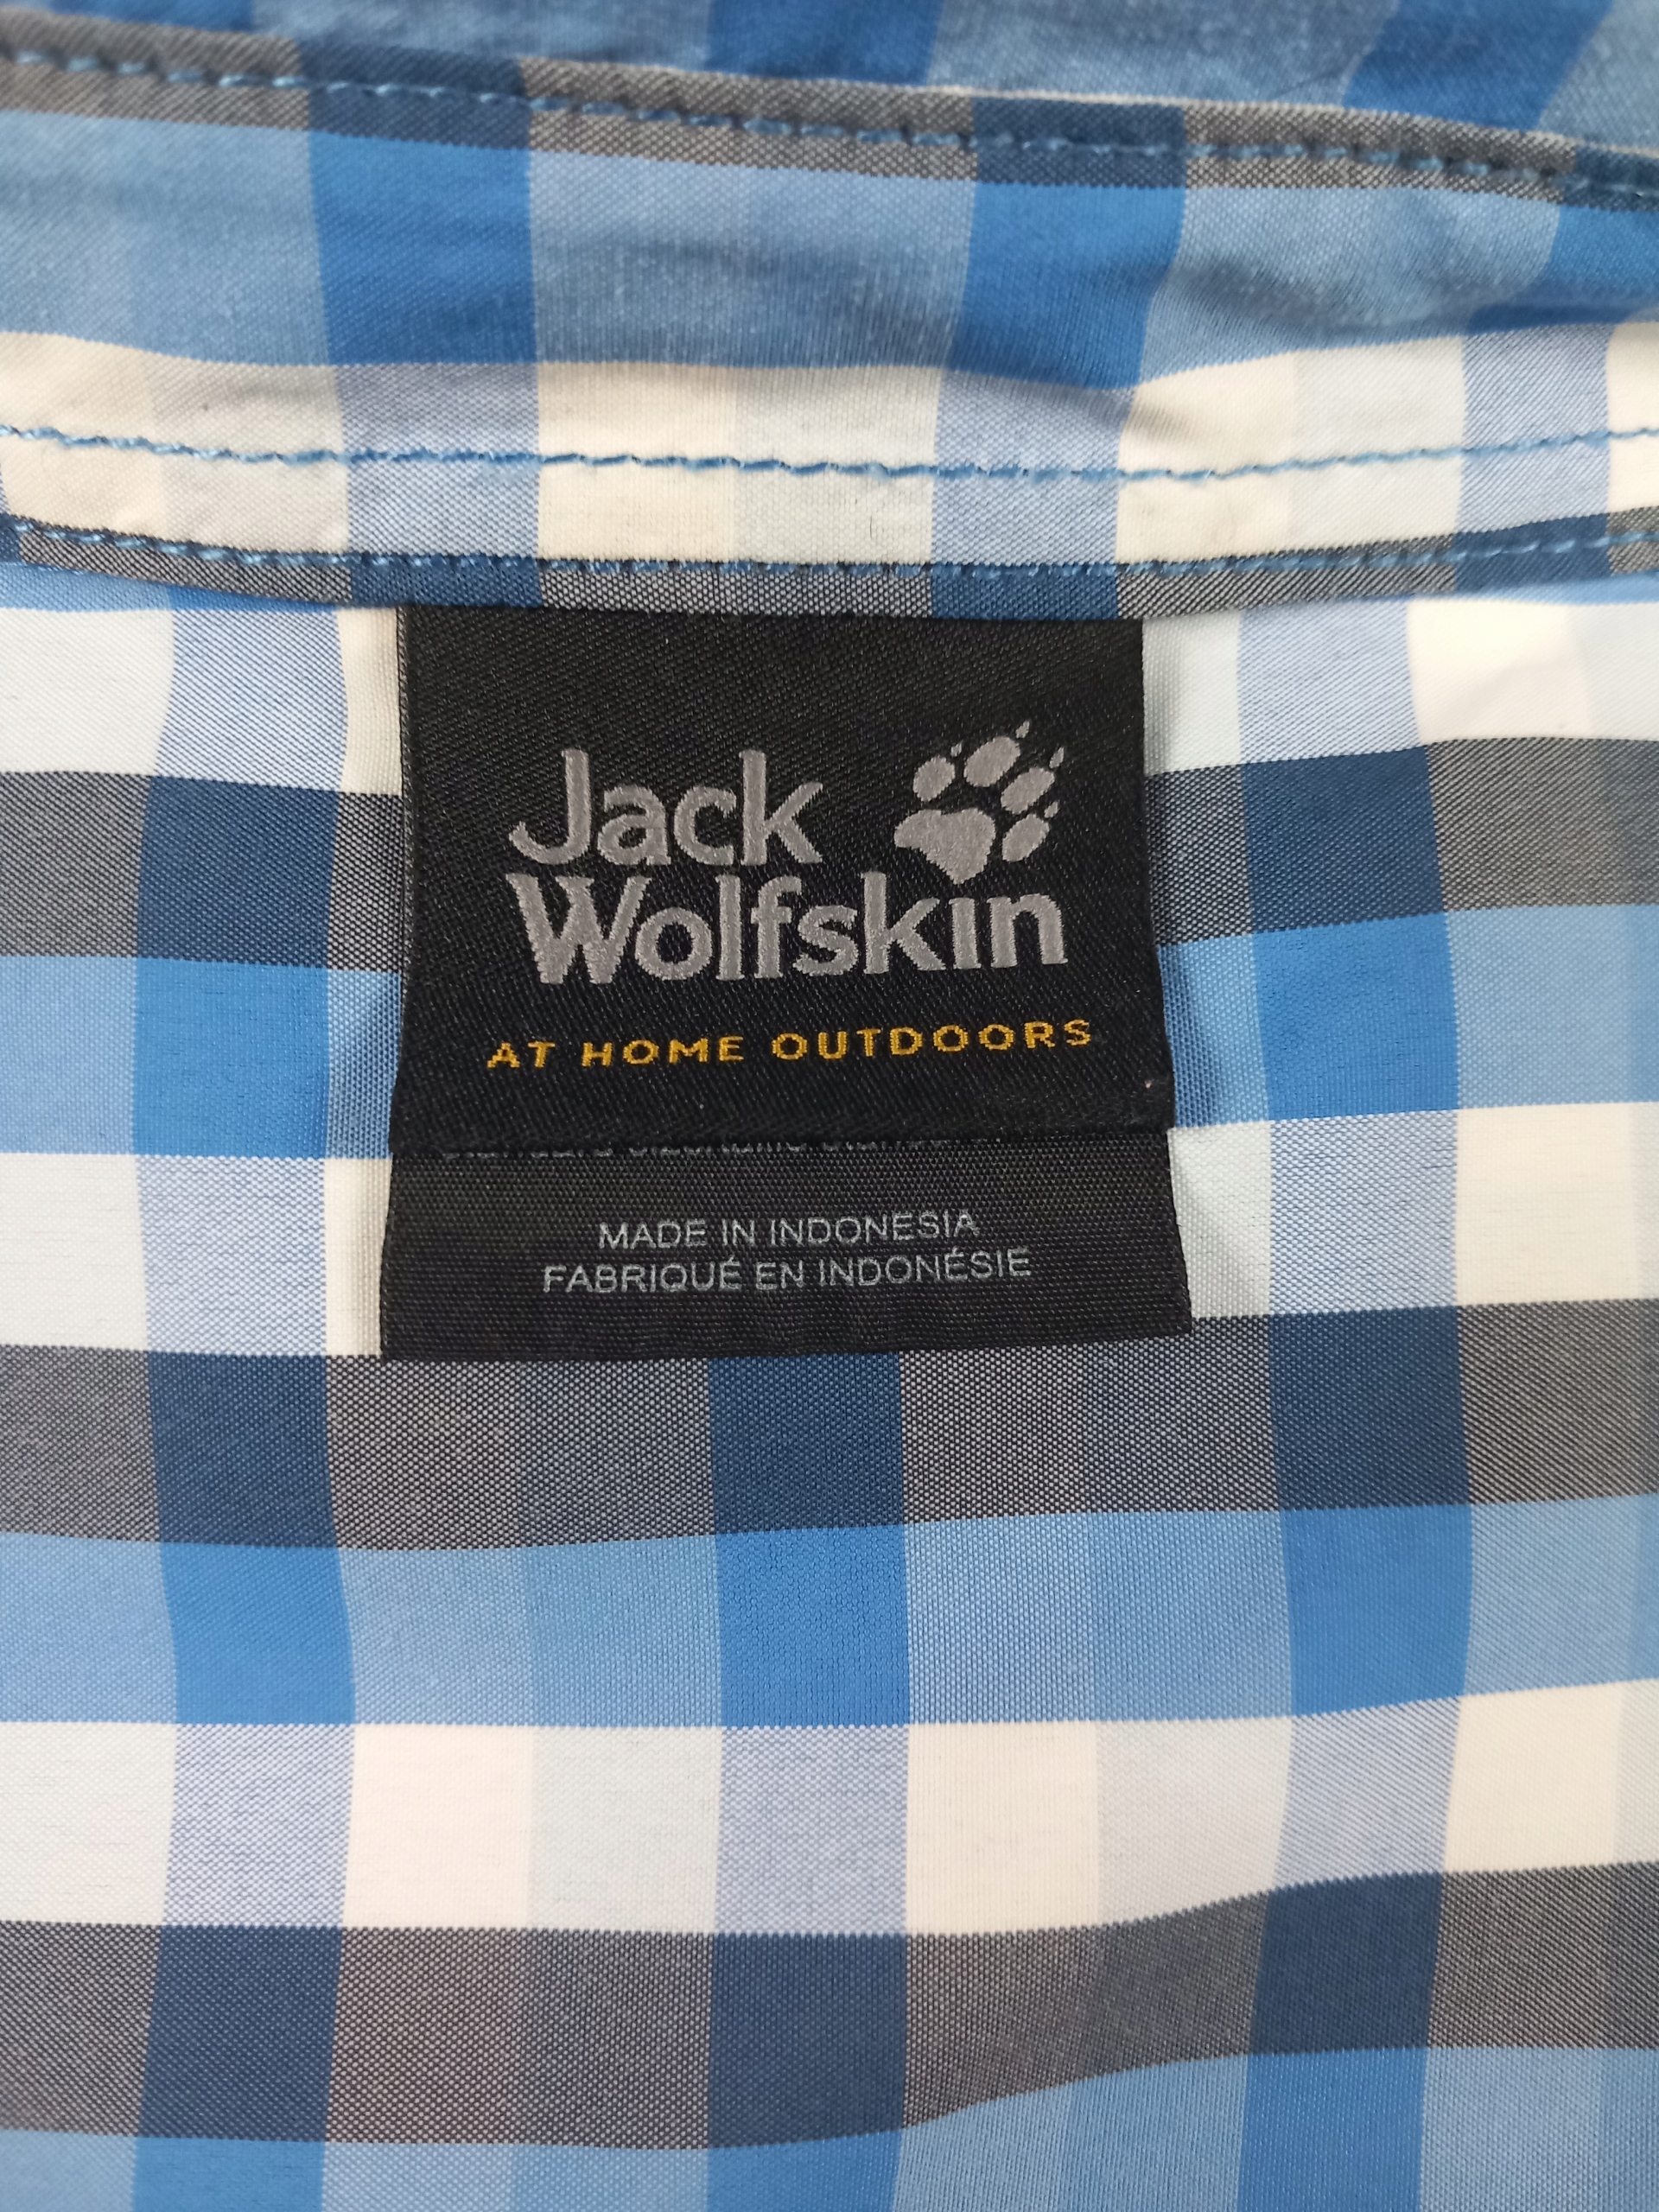 Jack
Wolfskin
AT HOME OUTDOORS
MADE IN INDONESIA
FABRIQUÉ EN INDONÉSIE